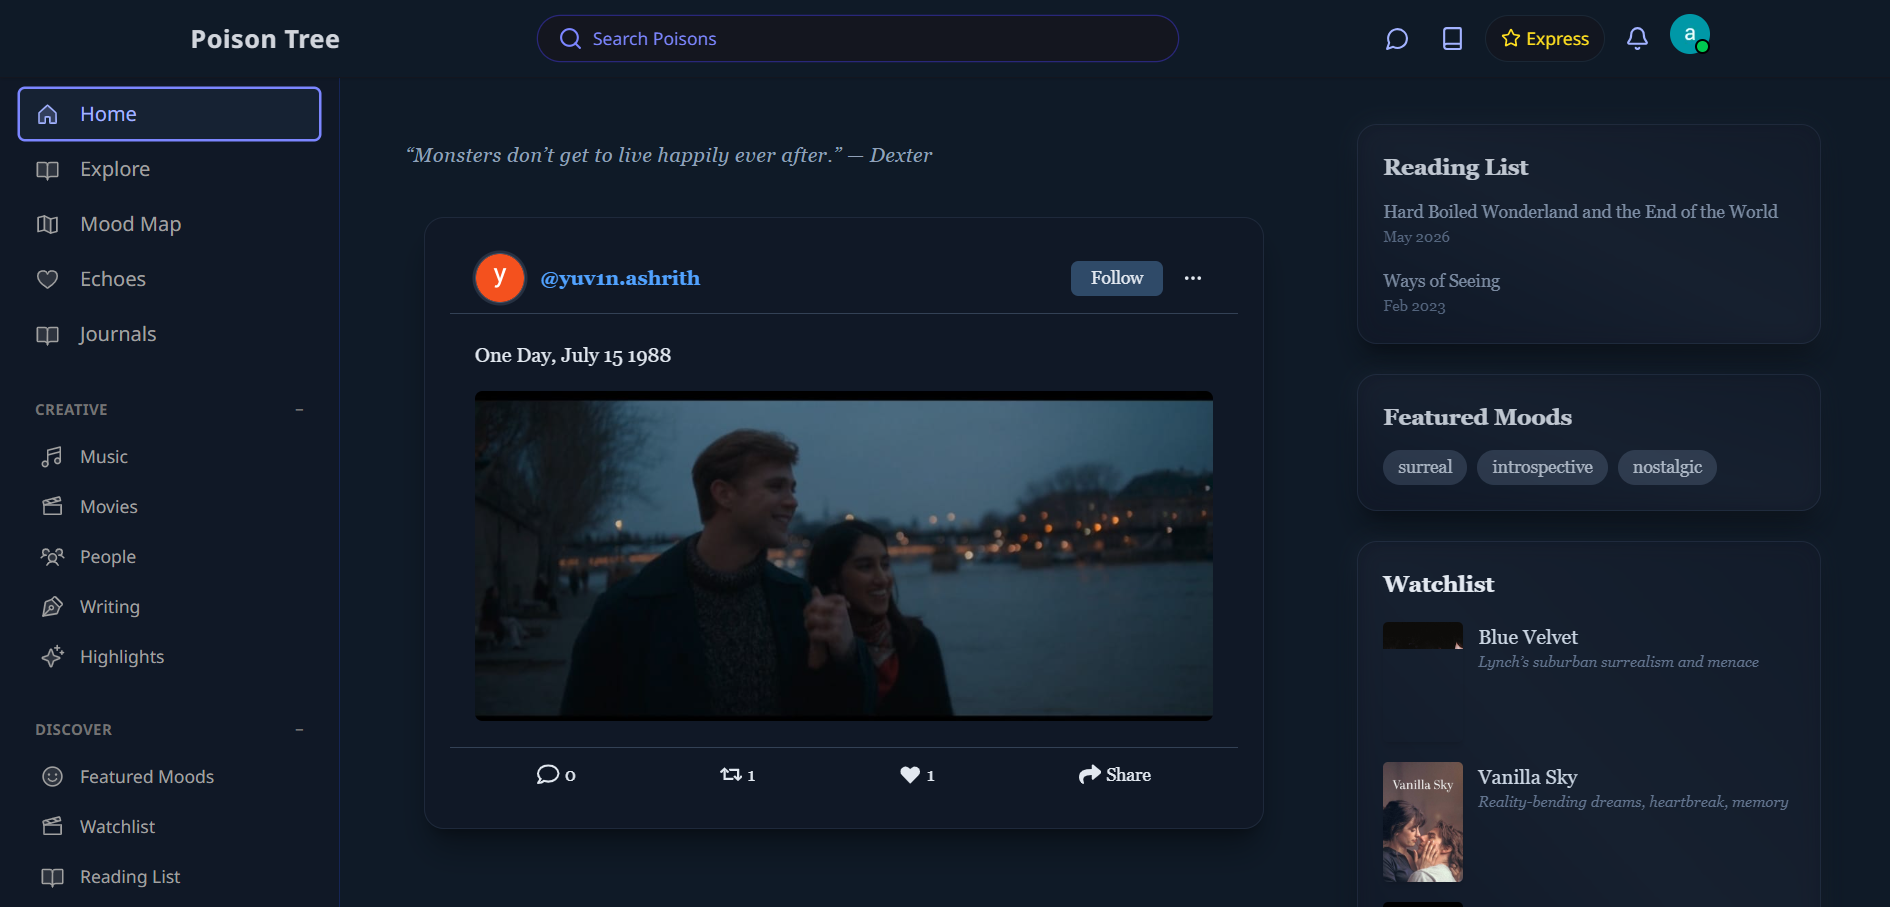 Poison Tree
Search Poisons
Express
a
Home
Explore
Mood Map
Echoes
Journals
CREATIVE
Music
Movies
People
Writing
Highlights
DISCOVER
Featured Moods
Watchlist
Reading List
“Monsters don’t get to live happily ever after.” — Dexter
y
@yuv1n.ashrith
Follow
One Day, July 15 1988
0
1
1
Share
Reading List
Hard Boiled Wonderland and the End of the World
May 2026
Ways of Seeing
Feb 2023
Featured Moods
surreal introspective nostalgic
Watchlist
Blue Velvet
Lynch’s suburban surrealism and menace
Vanilla Sky
Vanilla Sky
Reality-bending dreams, heartbreak, memory